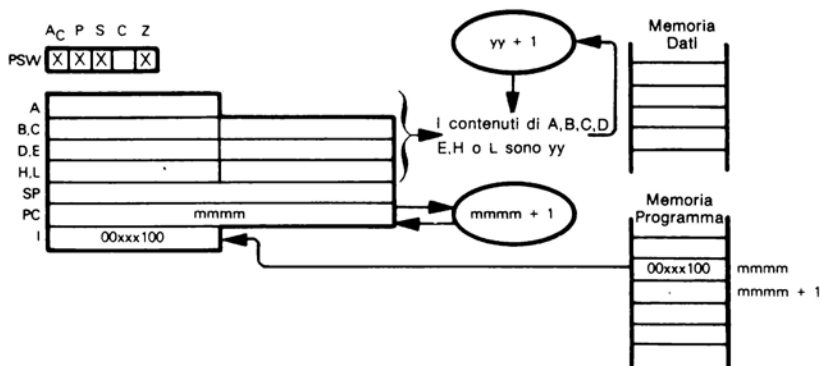 A_C P S C Z
PSW X X X X
A
B,C
D,E
H,L
SP
PC mmmm
I 00xxx100
yy + 1
I contenuti di A,B,C,D
E,H o L sono yy
mmmm + 1
Memoria
Dati
Memoria
Programma
00xxx100 mmmm
mmmm + 1